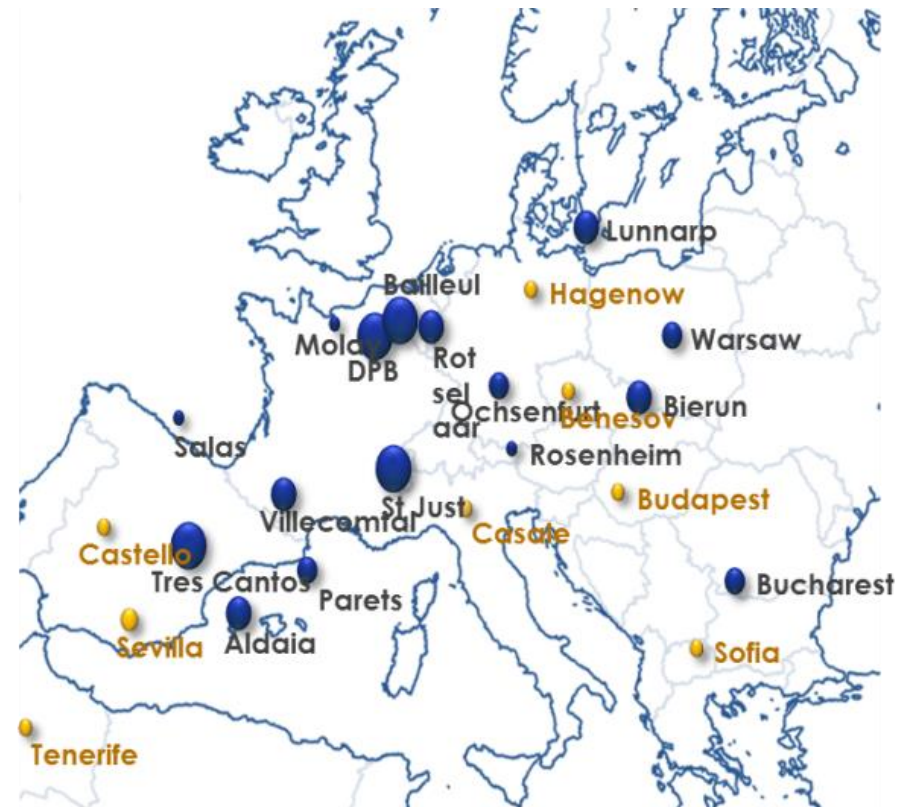 Lunnarp
Bailleul
Hagenow
Molay
DPB
Rot
sel
aar
Warsaw
Ochsenfurt
Benesov
Bierun
Salas
Rosenheim
St Just
Villecomtal
Casale
Budapest
Castello
Tres Cantos
Parets
Bucharest
Sevilla
Aldaia
Sofia
Tenerife